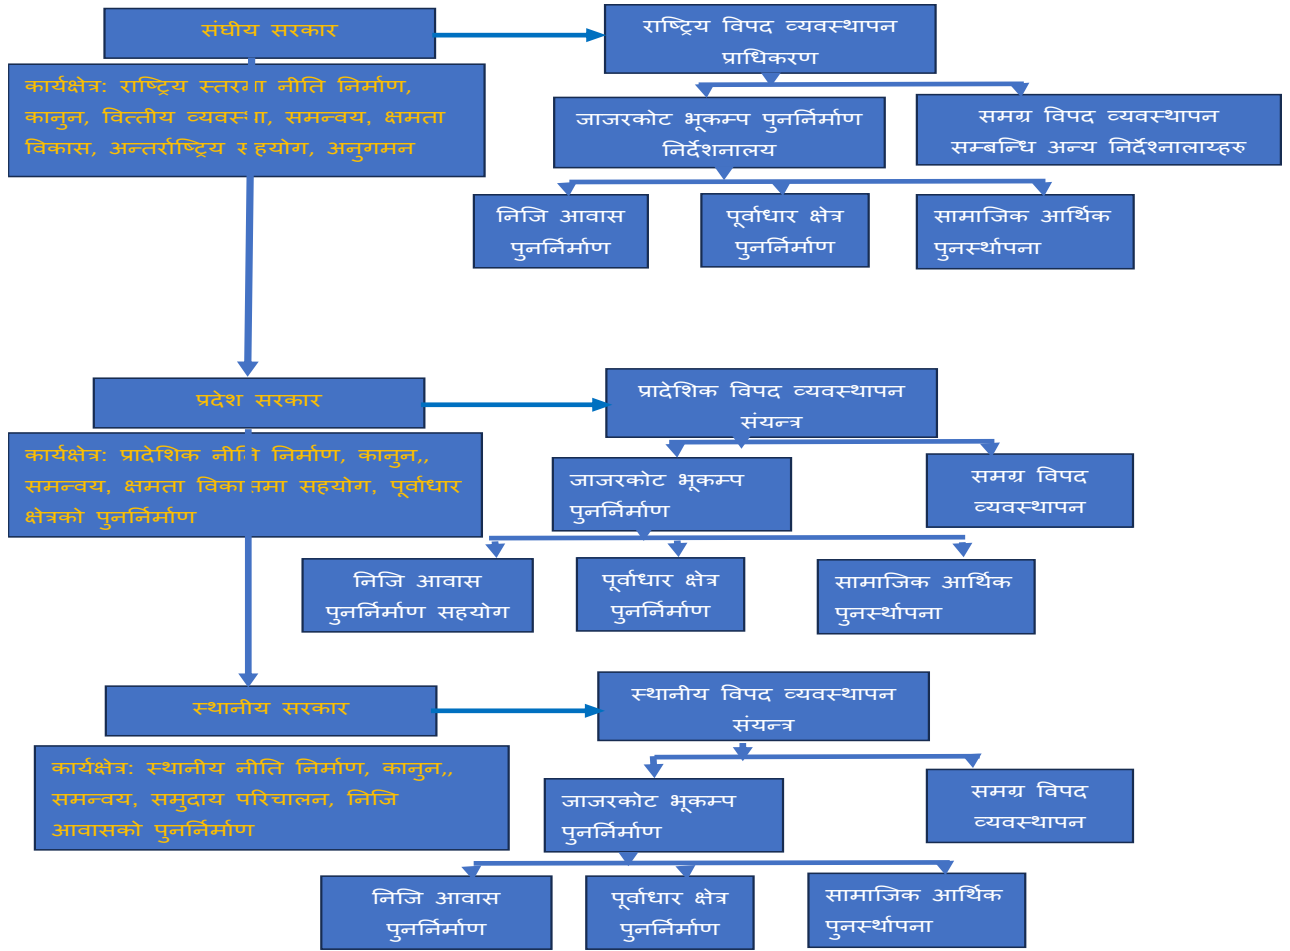 संघीय सरकार
राष्ट्रिय विपद व्यवस्थापन
प्राधिकरण
कार्यक्षेत्र: राष्ट्रिय स्तरमा नीति निर्माण,
कानुन, वित्तीय व्यवस्था, समन्वय, क्षमता
विकास, अन्तर्राष्ट्रिय सहयोग, अनुगमन
जाजरकोट भूकम्प पुनर्निर्माण
निर्देशनालय
समग्र विपद व्यवस्थापन
सम्बन्धि अन्य निर्देश्नालाय्हरु
निजि आवास
पुनर्निर्माण
पूर्वाधार क्षेत्र
पुनर्निर्माण
सामाजिक आर्थिक
पुनर्स्थापना
प्रदेश सरकार
प्रादेशिक विपद व्यवस्थापन
संयन्त्र
कार्यक्षेत्र: प्रादेशिक नीति निर्माण, कानुन,,
समन्वय, क्षमता विकासमा सहयोग, पूर्वाधार
क्षेत्रको पुनर्निर्माण
जाजरकोट भूकम्प
पुनर्निर्माण
समग्र विपद
व्यवस्थापन
निजि आवास
पुनर्निर्माण सहयोग
पूर्वाधार क्षेत्र
पुनर्निर्माण
सामाजिक आर्थिक
पुनर्स्थापना
स्थानीय सरकार
स्थानीय विपद व्यवस्थापन
संयन्त्र
कार्यक्षेत्र: स्थानीय नीति निर्माण, कानुन,,
समन्वय, समुदाय परिचालन, निजि
आवासको पुनर्निर्माण
जाजरकोट भूकम्प
पुनर्निर्माण
समग्र विपद
व्यवस्थापन
निजि आवास
पुनर्निर्माण
पूर्वाधार क्षेत्र
पुनर्निर्माण
सामाजिक आर्थिक
पुनर्स्थापना